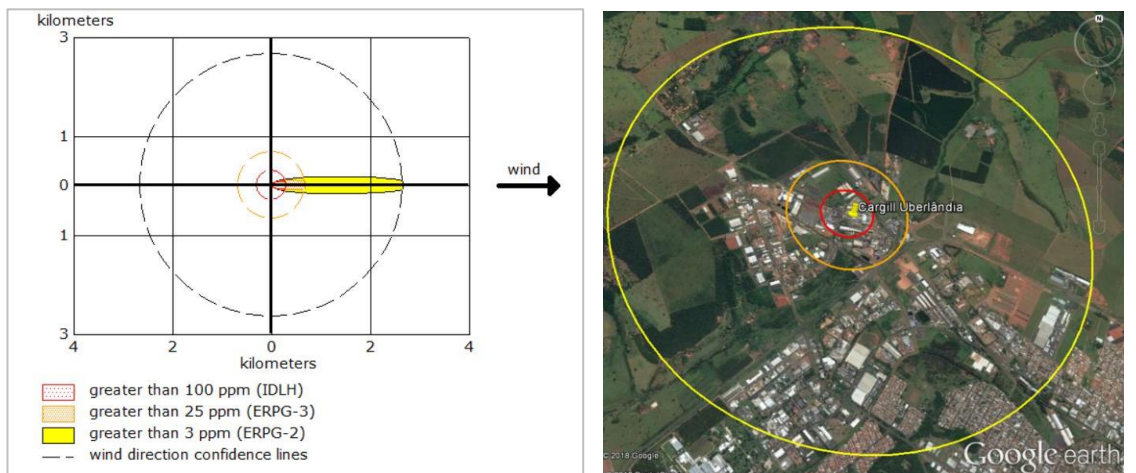 kilometers
3
1
0
1
3
wind
4
2
0
2
4
kilometers
greater than 100 ppm (IDLH)
greater than 25 ppm (ERPG-3)
greater than 3 ppm (ERPG-2)
wind direction confidence lines
N
Cargill Uberlândia
© 2018 Google
Google earth